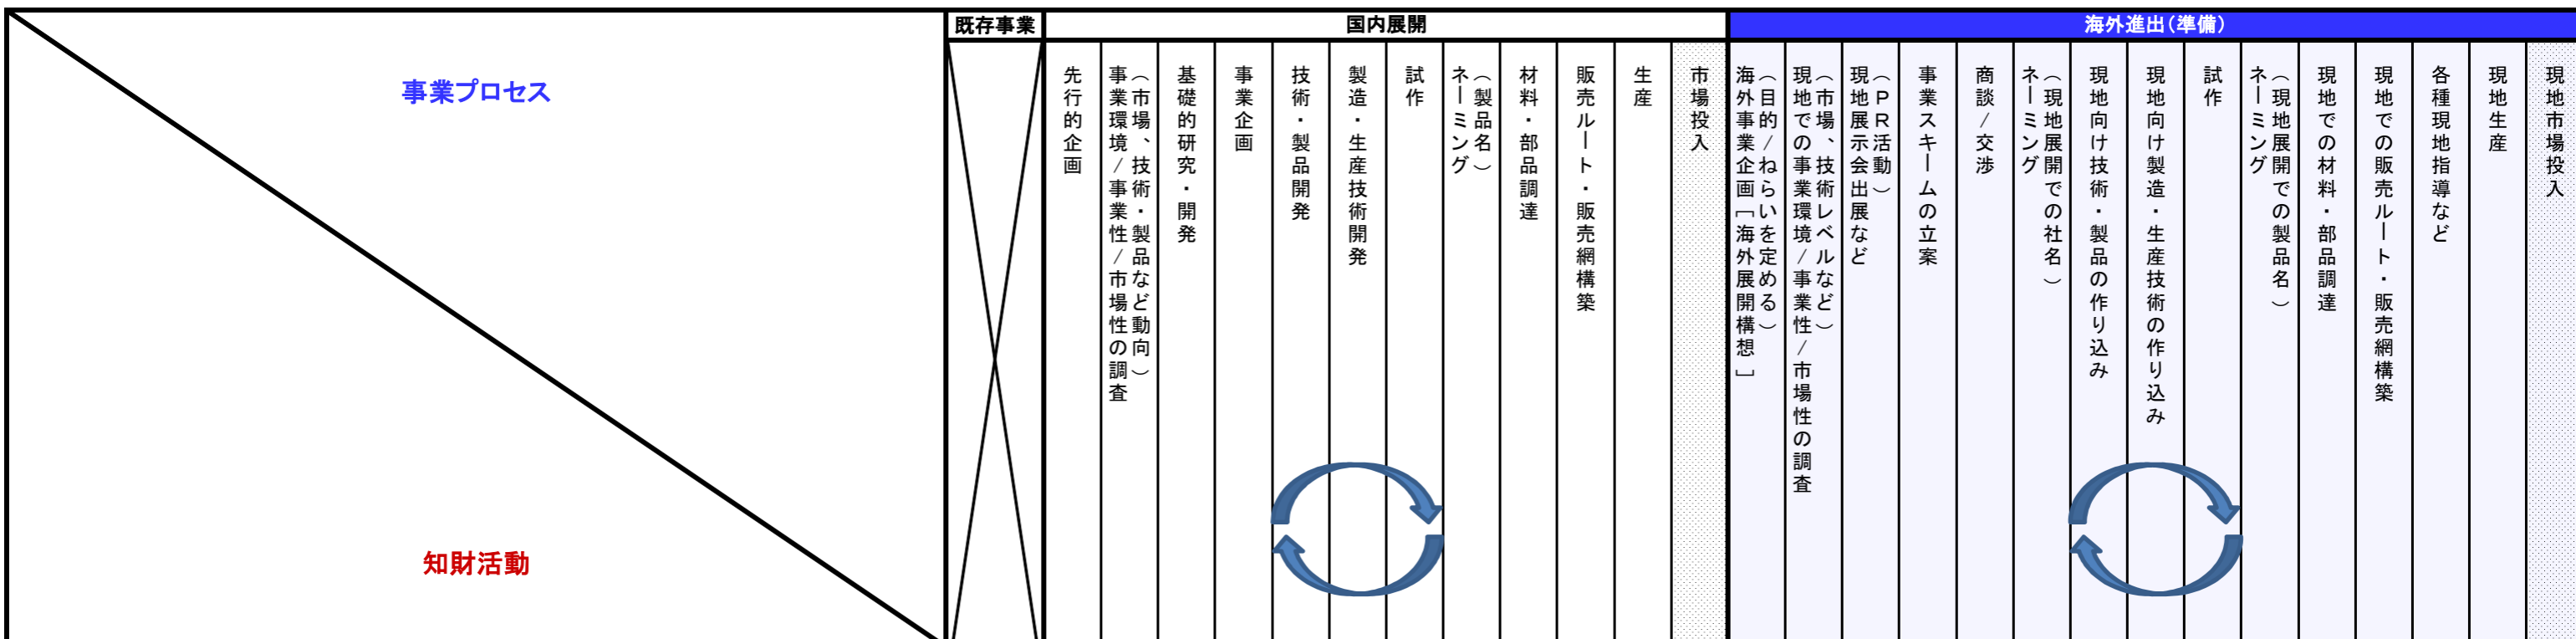 既存事業
国内展開
海外進出(準備)
事業プロセス
知財活動
先行的企画
事業環境/事業性/市場性の調査
(市場、技術・製品など動向)
基礎的研究・開発
事業企画
技術・製品開発
製造・生産技術開発
試作
ネーミング
(製品名)
材料・部品調達
販売ルート・販売網構築
生産
市場投入
海外事業企画[海外展開構想]
(目的/ねらいを定める)
現地での事業環境/事業性/市場性の調査
(市場、技術レベルなど)
現地展示会出展など
(PR活動)
事業スキームの立案
商談/交渉
ネーミング
(現地展開での社名)
現地向け技術・製品の作り込み
現地向け製造・生産技術の作り込み
試作
ネーミング
(現地展開での製品名)
現地での材料・部品調達
現地での販売ルート・販売網構築
各種現地指導など
現地生産
現地市場投入